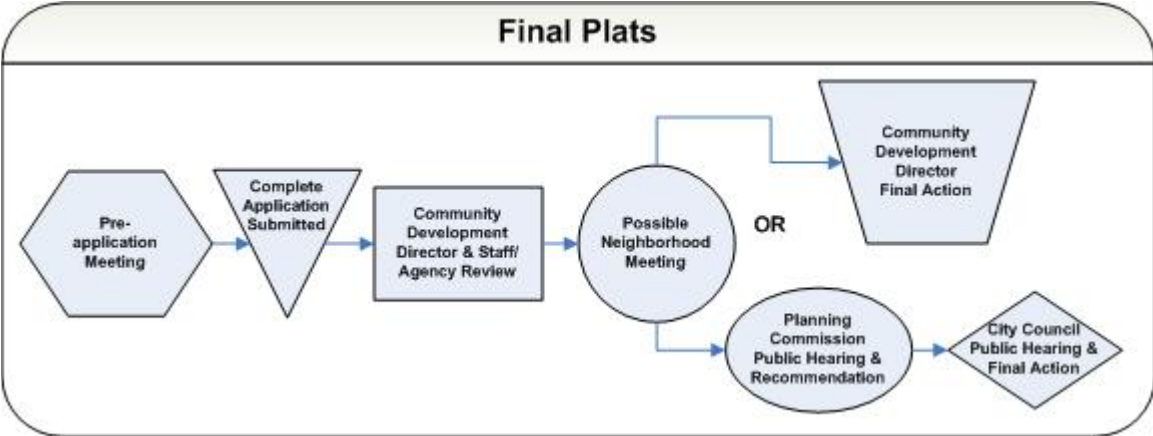 Final Plats
Pre-
application
Meeting
Complete
Application
Submitted
Community
Development
Director & Staff/
Agency Review
Possible
Neighborhood
Meeting
OR
Community
Development
Director
Final Action
Planning
Commission
Public Hearing &
Recommendation
City Council
Public Hearing &
Final Action